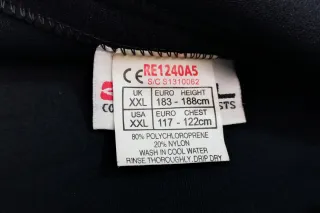 CE RE1240A5
S/C S1310062
UK EURO HEIGHT
XXL 183 - 188cm
USA EURO CHEST
XXL 117 - 122cm
80% POLYCHLOROPRENE
20% NYLON
WASH IN COOL WATER
RINSE THOROUGHLY, DRIP DRY